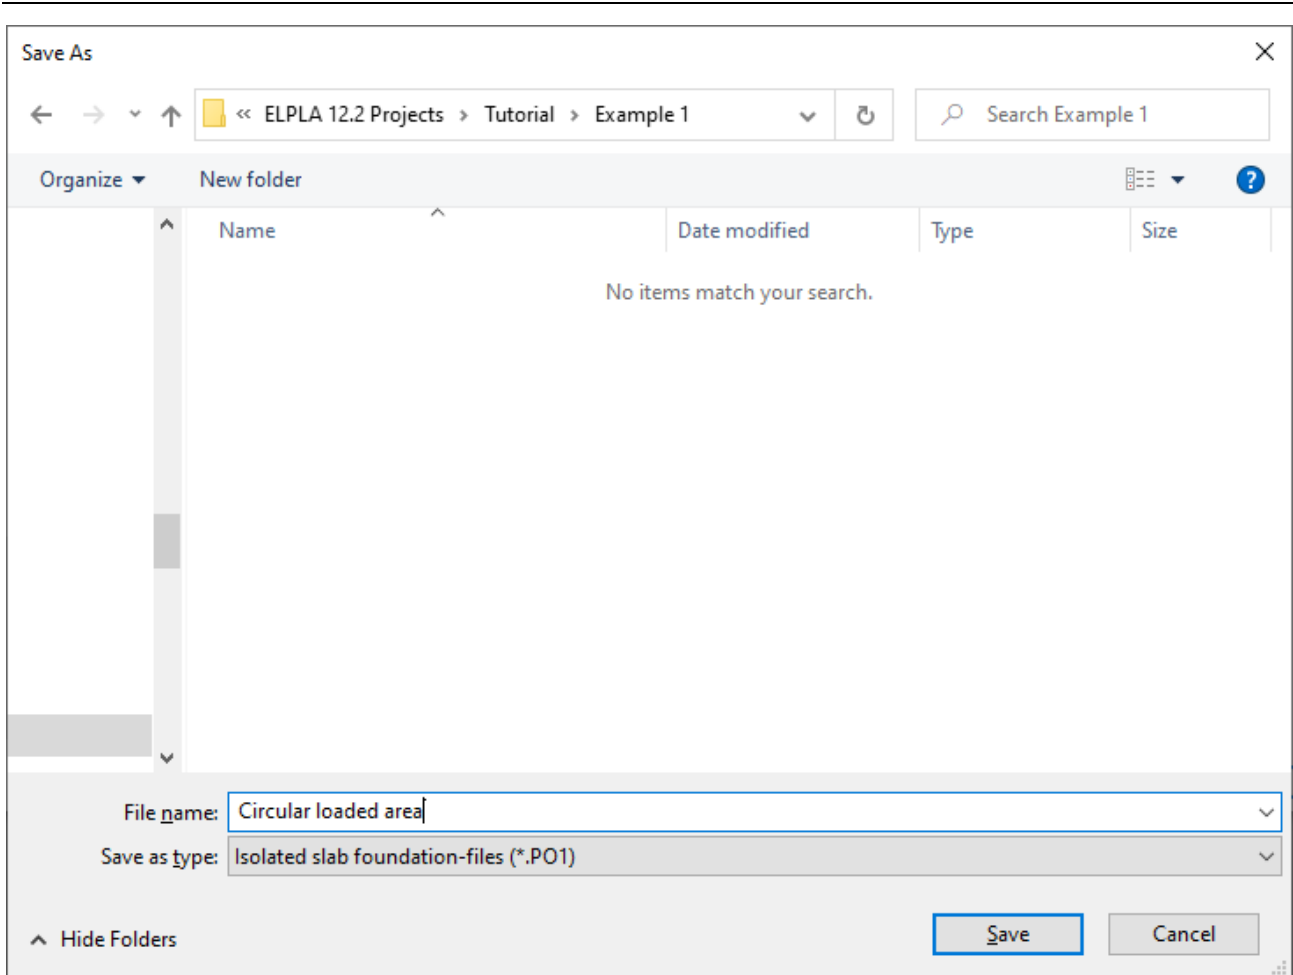 Save As
« ELPLA 12.2 Projects > Tutorial > Example 1
Search Example 1
Organize
New folder
?
Name
Date modified
Type
Size
No items match your search.
File name: Circular loaded area
Save as type: Isolated slab foundation-files (*.PO1)
Hide Folders
Save
Cancel